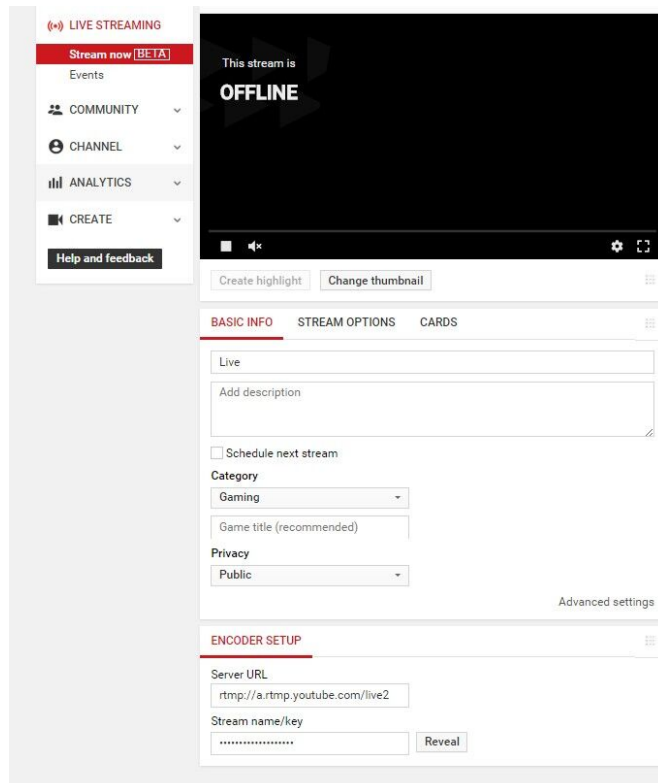 LIVE STREAMING
Stream now BETA
Events
COMMUNITY
CHANNEL
ANALYTICS
CREATE
Help and feedback
This stream is
OFFLINE
Create highlight Change thumbnail
BASIC INFO STREAM OPTIONS CARDS
Live
Add description
Schedule next stream
Category
Gaming
Game title (recommended)
Privacy
Public
Advanced settings
ENCODER SETUP
Server URL
rtmp://a.rtmp.youtube.com/live2
Stream name/key
••••••••••••••••••• Reveal